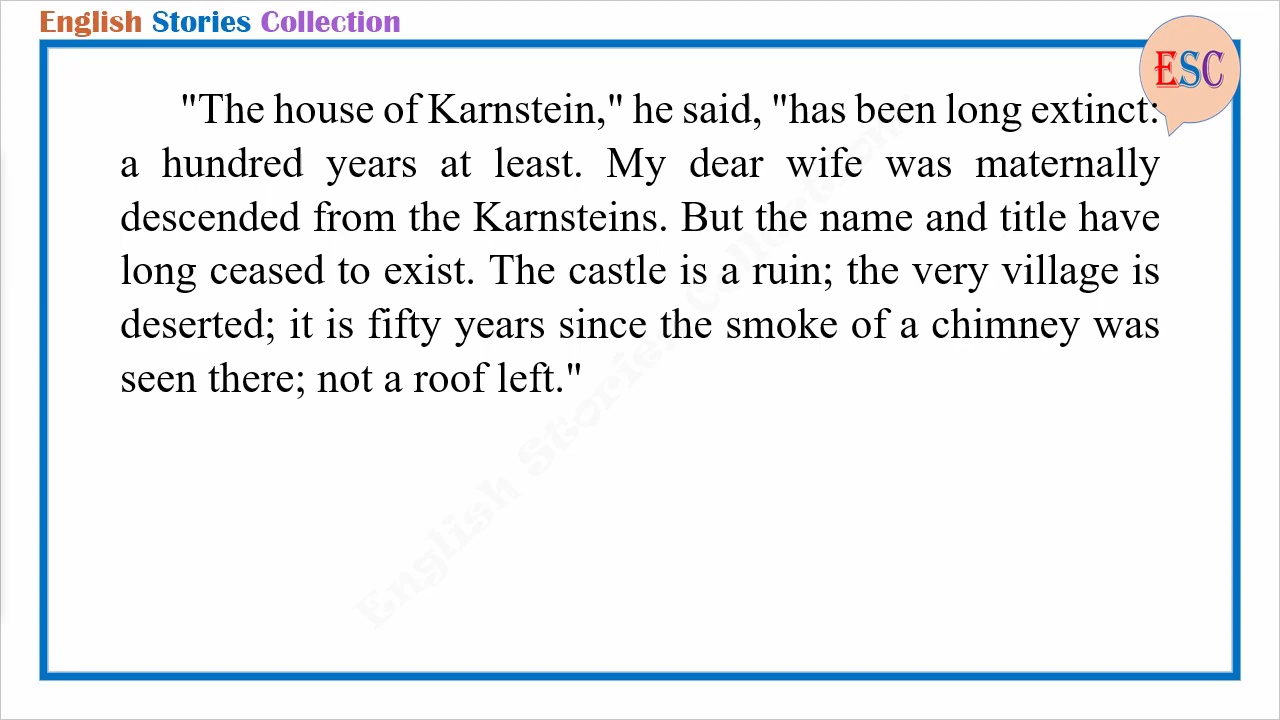 English Stories Collection
ESC
"The house of Karnstein," he said, "has been long extinct:
a hundred years at least. My dear wife was maternally
descended from the Karnsteins. But the name and title have
long ceased to exist. The castle is a ruin; the very village is
deserted; it is fifty years since the smoke of a chimney was
seen there; not a roof left."
English Stories Collection